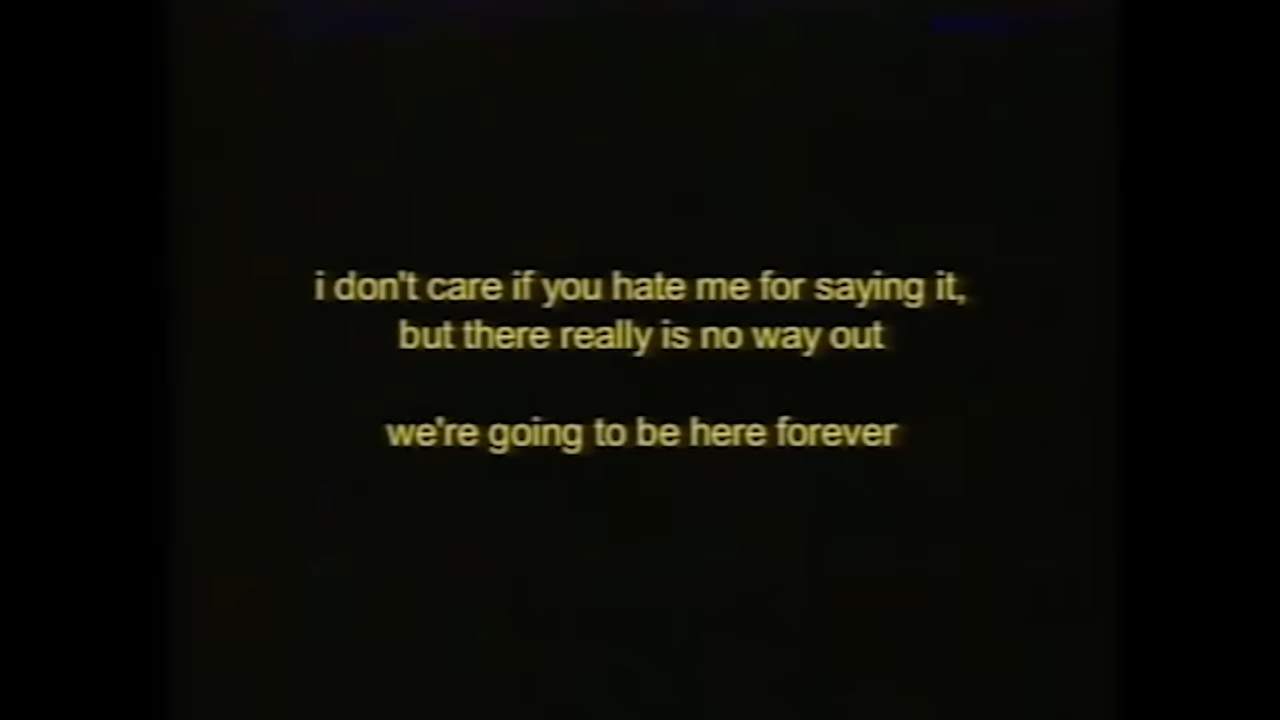 i don't care if you hate me for saying it,
but there really is no way out
we're going to be here forever